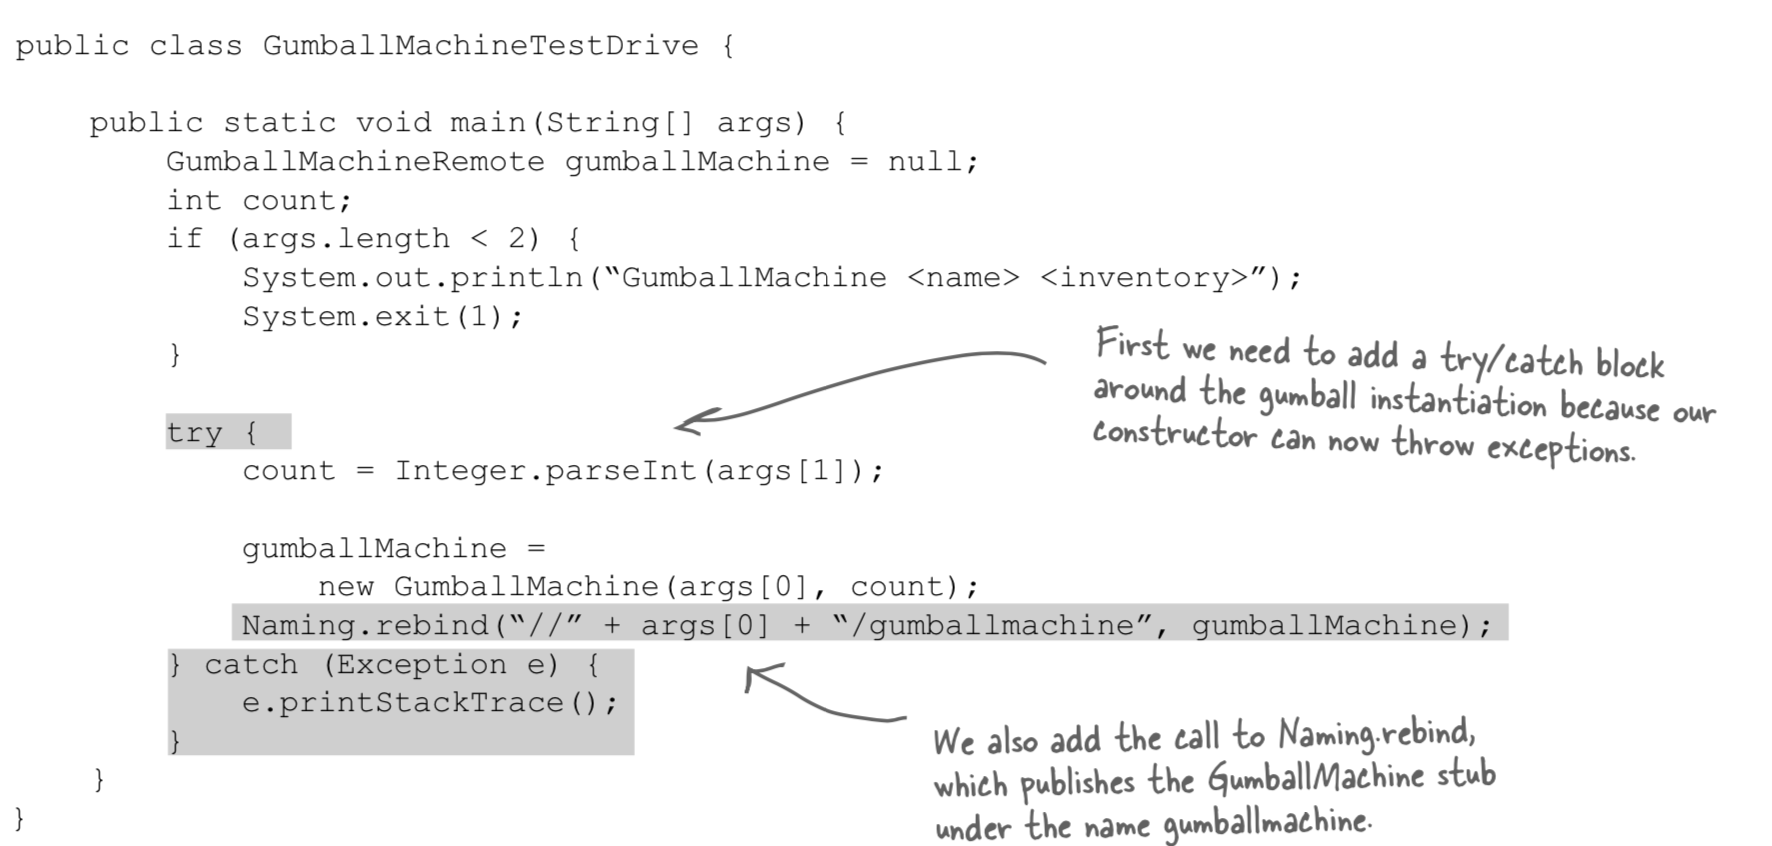 public class GumballMachineTestDrive {
public static void main(String[] args) {
GumballMachineRemote gumballMachine = null;
int count;
if (args.length < 2) {
System.out.println(“GumballMachine <name> <inventory>”);
System.exit(1);
}
First we need to add a try/catch block
around the gumball instantiation because our
constructor can now throw exceptions.
try {
count = Integer.parseInt(args[1]);
gumballMachine =
new GumballMachine(args[0], count);
Naming.rebind(“//” + args[0] + “/gumballmachine”, gumballMachine);
} catch (Exception e) {
e.printStackTrace();
}
We also add the call to Naming.rebind,
which publishes the GumballMachine stub
under the name gumballmachine.
}
}